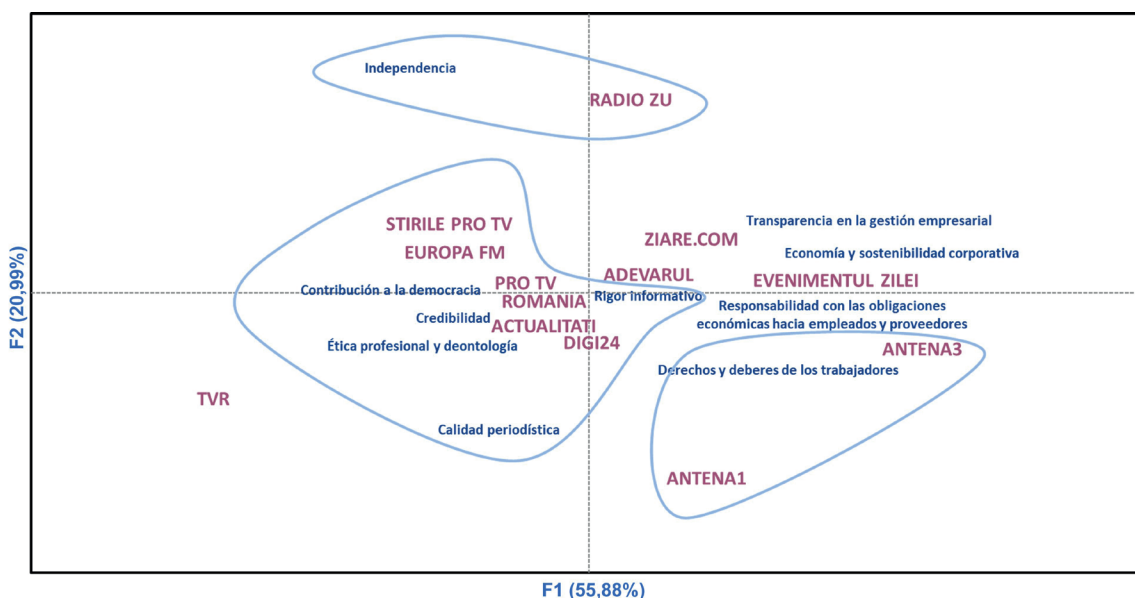 Independencia
RADIO ZU
STIRILE PRO TV
Transparencia en la gestión empresarial
ZIARE.COM
EUROPA FM
Economía y sostenibilidad corporativa
ADEVARUL
EVENIMENTUL ZILEI
PRO TV
Contribución a la democracia
Rigor informativo
ROMANIA
ACTUALITATI
Responsabilidad con las obligaciones
económicas hacia empleados y proveedores
Credibilidad
DIGI24
Ética profesional y deontología
ANTENA3
Derechos y deberes de los trabajadores
TVR
Calidad periodística
ANTENA1
F2 (20,99%)
F1 (55,88%)